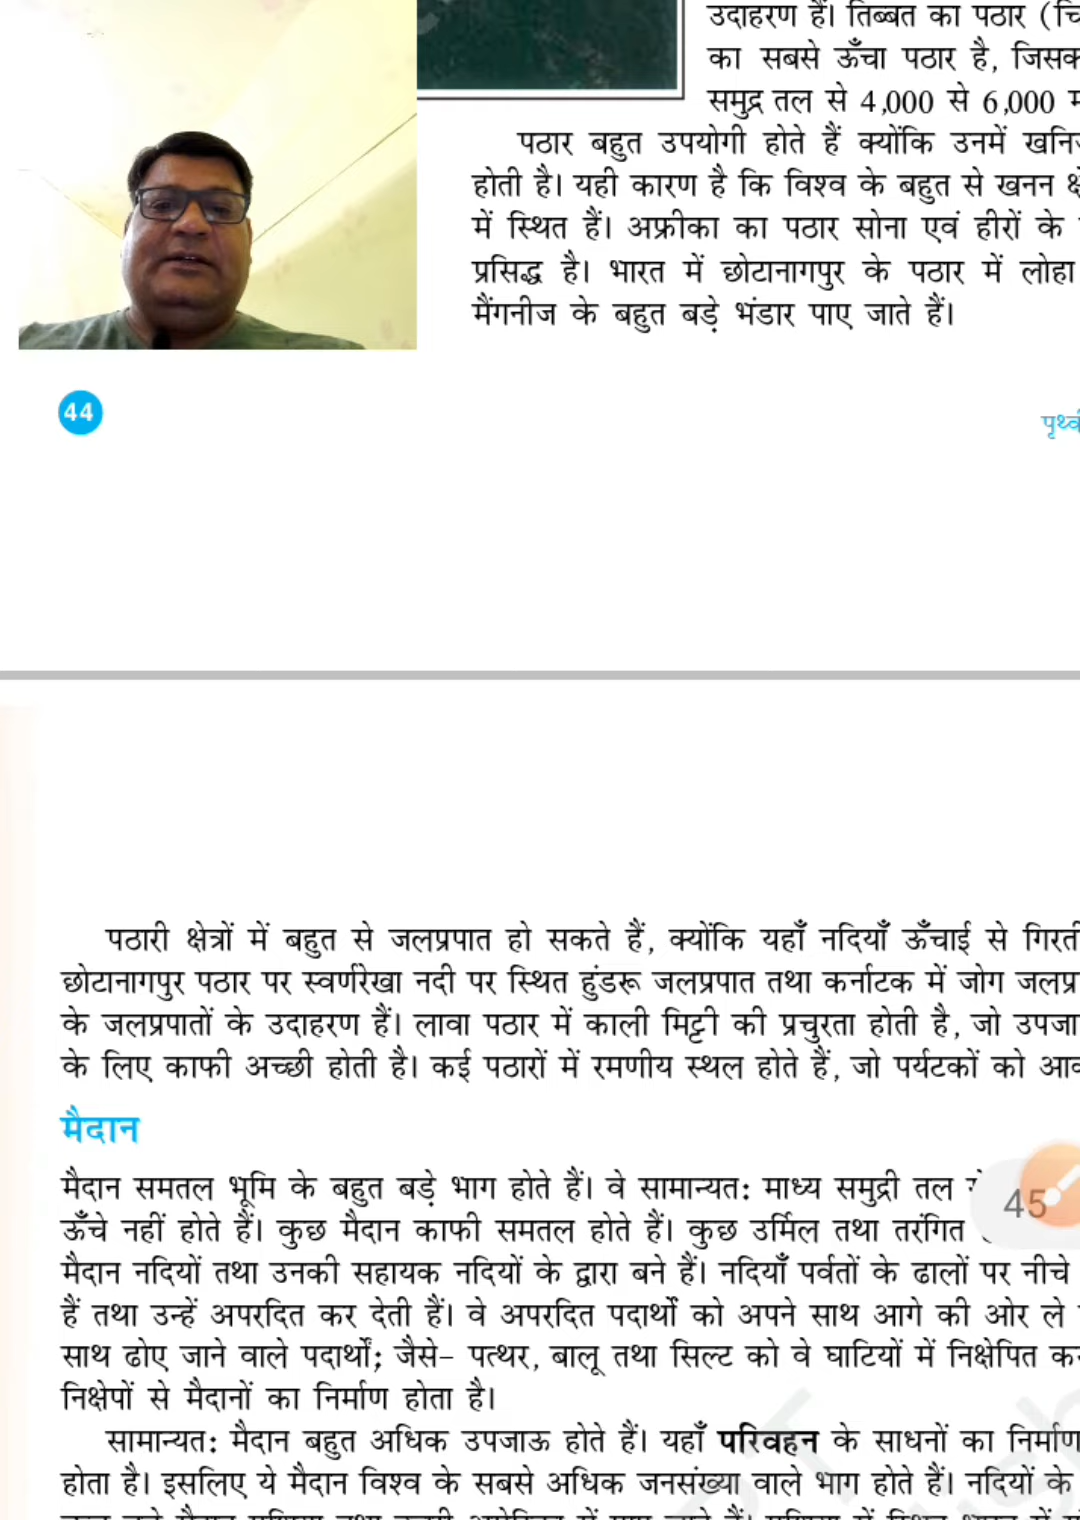 उदाहरण हैं। तिब्बत का पठार
का सबसे ऊँचा पठार है,
समुद्र तल से 4,000 से 6,000
पठार बहुत उपयोगी होते हैं क्योंकि उनमें
होती है। यही कारण है कि विश्व के बहुत से खनन
में स्थित हैं। अफ्रीका का पठार सोना एवं हीरों के
प्रसिद्ध है। भारत में छोटानागपुर के पठार में लोहा
मैंगनीज के बहुत बड़े भंडार पाए जाते हैं।
44
पठारी क्षेत्रों में बहुत से जलप्रपात हो सकते हैं, क्योंकि यहाँ नदियाँ ऊँचाई से
छोटानागपुर पठार पर स्वर्णरेखा नदी पर स्थित हुंडरू जलप्रपात तथा कर्नाटक में जोग
के जलप्रपातों के उदाहरण हैं। लावा पठार में काली मिट्टी की प्रचुरता होती है, जो
के लिए काफी अच्छी होती है। कई पठारों में रमणीय स्थल होते हैं, जो पर्यटकों को
मैदान
मैदान समतल भूमि के बहुत बड़े भाग होते हैं। वे सामान्यत: माध्य समुद्री तल
45
ऊँचे नहीं होते हैं। कुछ मैदान काफी समतल होते हैं। कुछ उर्मिल तथा तरंगित
मैदान नदियों तथा उनकी सहायक नदियों के द्वारा बने हैं। नदियाँ पर्वतों के ढालों पर नीचे
हैं तथा उन्हें अपरदित कर देती हैं। वे अपरदित पदार्थों को अपने साथ आगे की ओर ले
साथ ढोए जाने वाले पदार्थों; जैसे- पत्थर, बालू तथा सिल्ट को वे घाटियों में निक्षेपित
निक्षेपों से मैदानों का निर्माण होता है।
सामान्यत: मैदान बहुत अधिक उपजाऊ होते हैं। यहाँ परिवहन के साधनों का निर्माण
होता है। इसलिए ये मैदान विश्व के सबसे अधिक जनसंख्या वाले भाग होते हैं। नदियों के